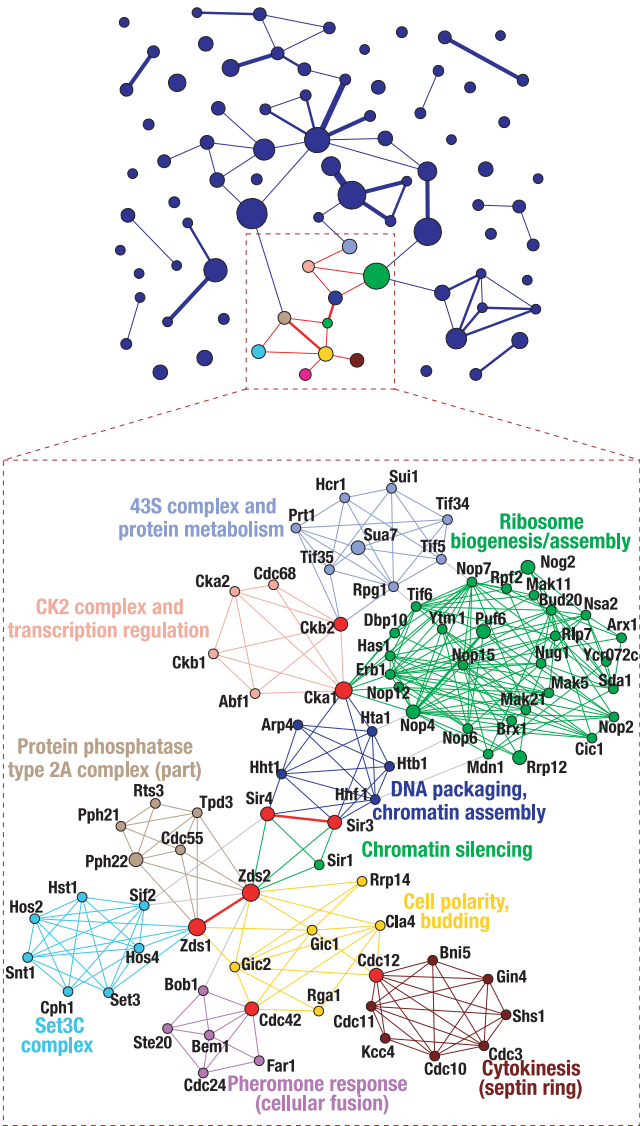 Sui1
Hcr1
43S complex and
protein metabolism
Prt1
Tif34
Sua7
Ribosome
biogenesis/assembly
Tif35
Tif5
Nog2
Nop7
Rpf2
Mak11
Cka2
Cdc68
Rpg1
Tif6
Bud20
Nsa2
CK2 complex and
transcription regulation
Dbp10
Ytm1
Puf6
Arx1
Ckb2
Has1
Rlp7
Nop15
Nug1
Ycr072c
Ckb1
Erb1
Sda1
Cka1
Nop12
Mak5
Abf1
Mak21
Nop4
Nop2
Arp4
Hta1
Nop6
Brx1
Cic1
Protein phosphatase
type 2A complex (part)
Hht1
Htb1
Mdn1
Rrp12
Rts3
Hhf1
DNA packaging,
chromatin assembly
Tpd3
Sir4
Pph21
Sir3
Cdc55
Chromatin silencing
Pph22
Sir1
Zds2
Hst1
Rrp14
Sif2
Cell polarity,
budding
Hos2
Cla4
Zds1
Gic1
Hos4
Cdc12
Snt1
Gic2
Bni5
Bob1
Gin4
Cph1
Set3
Rga1
Cdc11
Shs1
Set3C
complex
Cdc42
Ste20
Bem1
Kcc4
Cdc3
Far1
Cdc10
Cytokinesis
(septin ring)
Cdc24
Pheromone response
(cellular fusion)